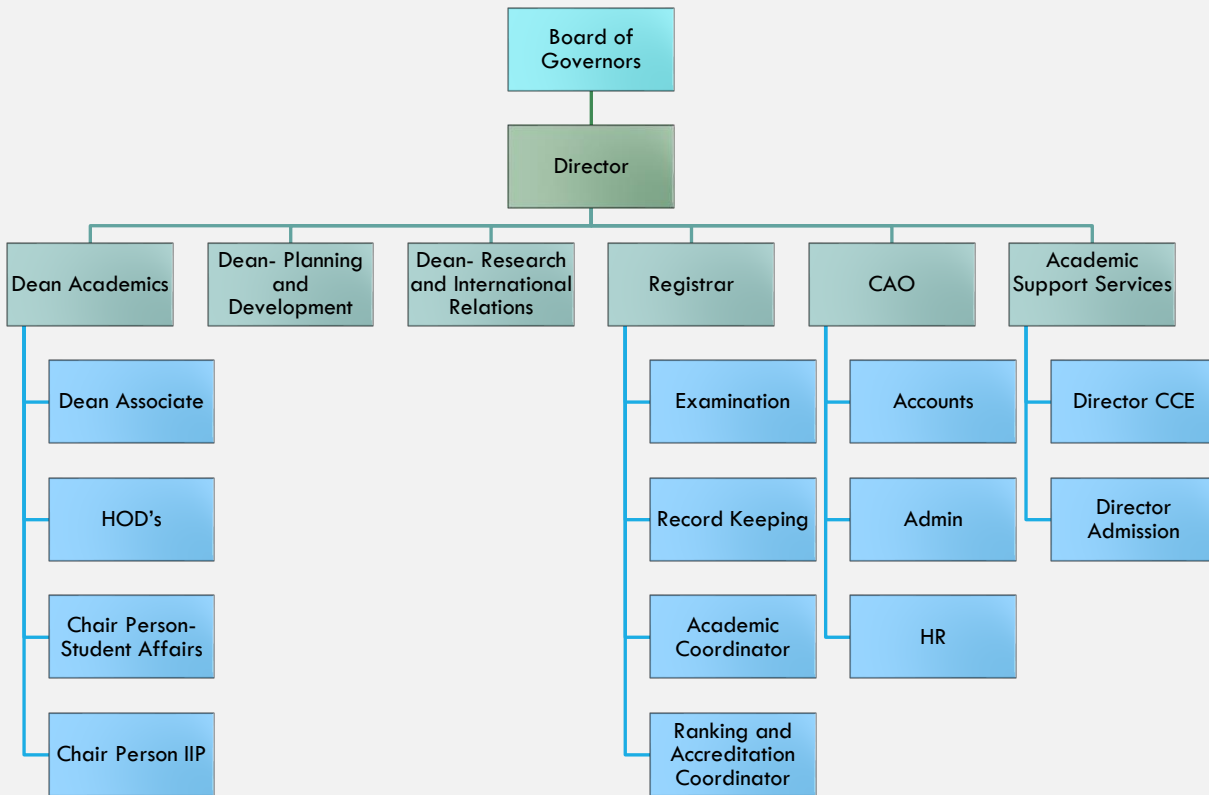 Board of
Governors
Director
Dean Academics
Dean- Planning
and
Development
Dean- Research
and International
Relations
Registrar
CAO
Academic
Support Services
Dean Associate
HOD's
Chair Person-
Student Affairs
Chair Person IIP
Examination
Record Keeping
Academic
Coordinator
Ranking and
Accreditation
Coordinator
Accounts
Admin
HR
Director CCE
Director
Admission